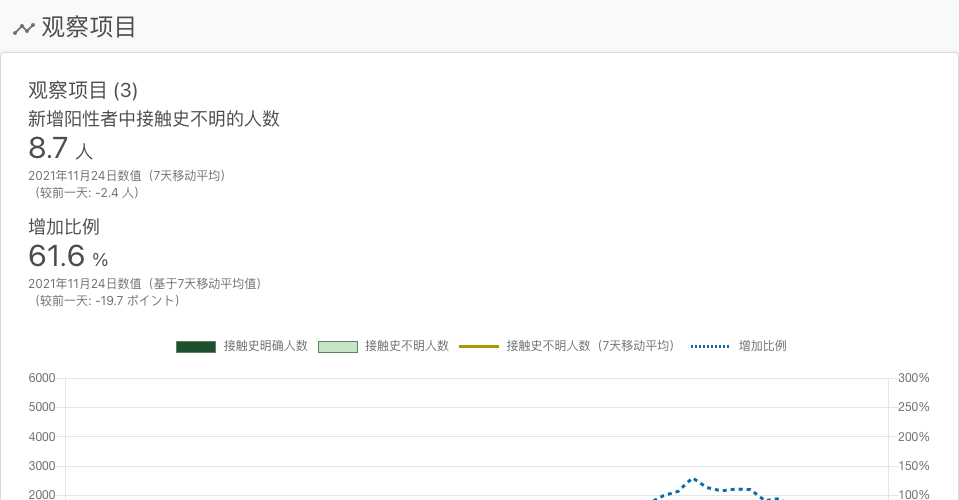 观察项目
观察项目 (3)
新增阳性者中接触史不明的人数
8.7 人
2021年11月24日数值（7天移动平均）
（较前一天: -2.4 人）
增加比例
61.6 %
2021年11月24日数值（基于7天移动平均值）
（较前一天: -19.7 ポイント）
接触史明确人数 接触史不明人数 接触史不明人数（7天移动平均） 增加比例
6000 300%
5000 250%
4000 200%
3000 150%
2000 100%